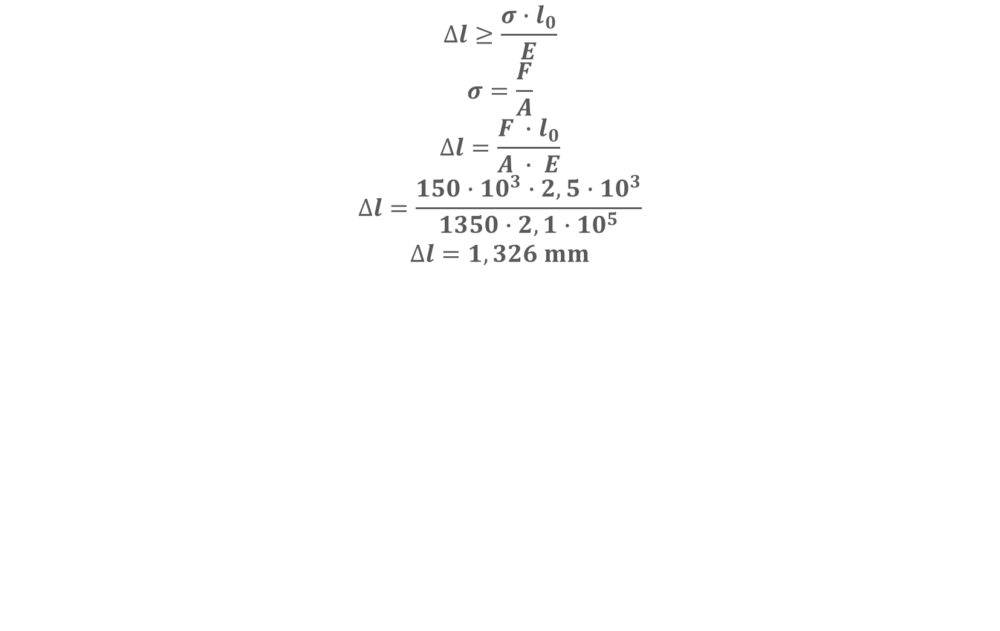 Δl ≥ σ · l₀ / E
σ = F / A
Δl = F · l₀ / A · E
Δl = 150 · 10³ · 2,5 · 10³ / 1350 · 2,1 · 10⁵
Δl = 1,326 mm